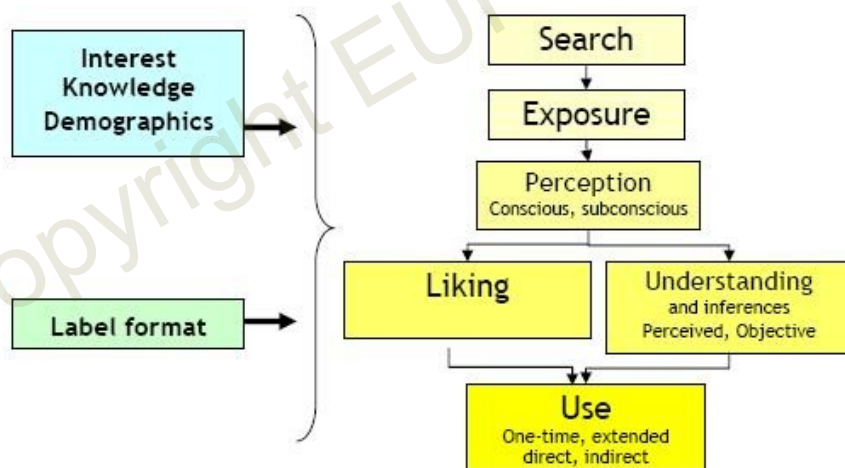 Interest
Knowledge
Demographics
Label format
Search
Exposure
Perception
Conscious, subconscious
Liking
Understanding
and inferences
Perceived, Objective
Use
One-time, extended
direct, indirect